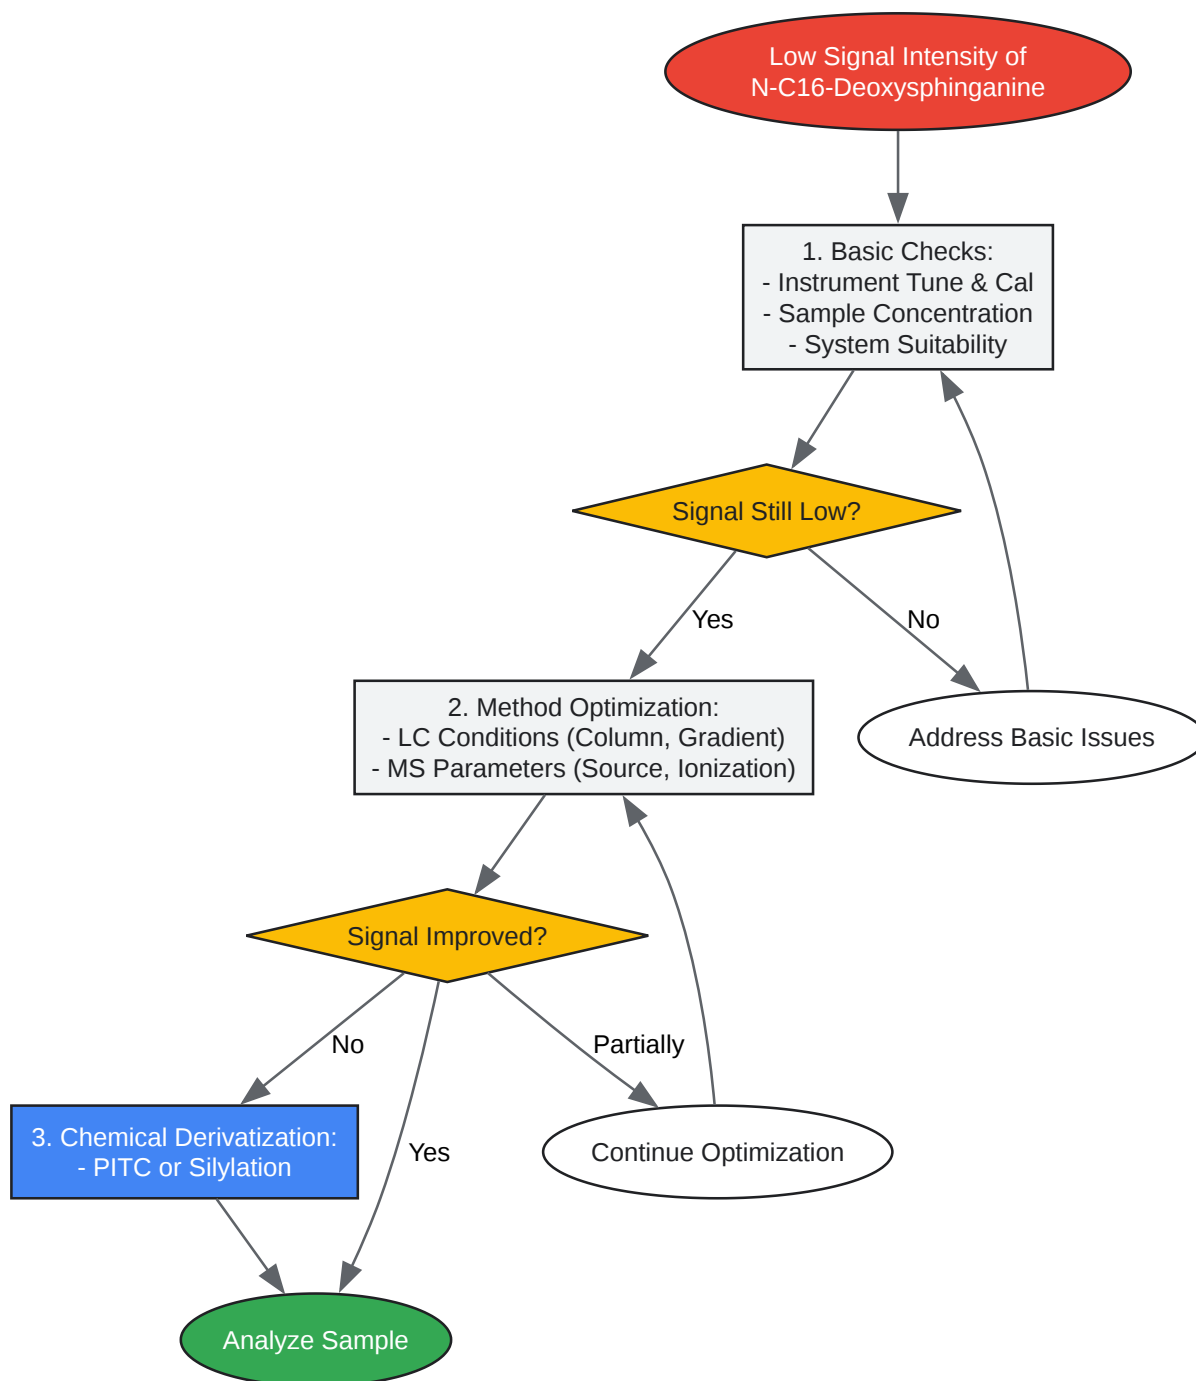 Low Signal Intensity of
N-C16-Deoxysphinganine
1. Basic Checks:
- Instrument Tune & Cal
- Sample Concentration
- System Suitability
Signal Still Low?
Yes
No
2. Method Optimization:
- LC Conditions (Column, Gradient)
- MS Parameters (Source, Ionization)
Address Basic Issues
Signal Improved?
No
Partially
Yes
3. Chemical Derivatization:
- PITC or Silylation
Continue Optimization
Analyze Sample